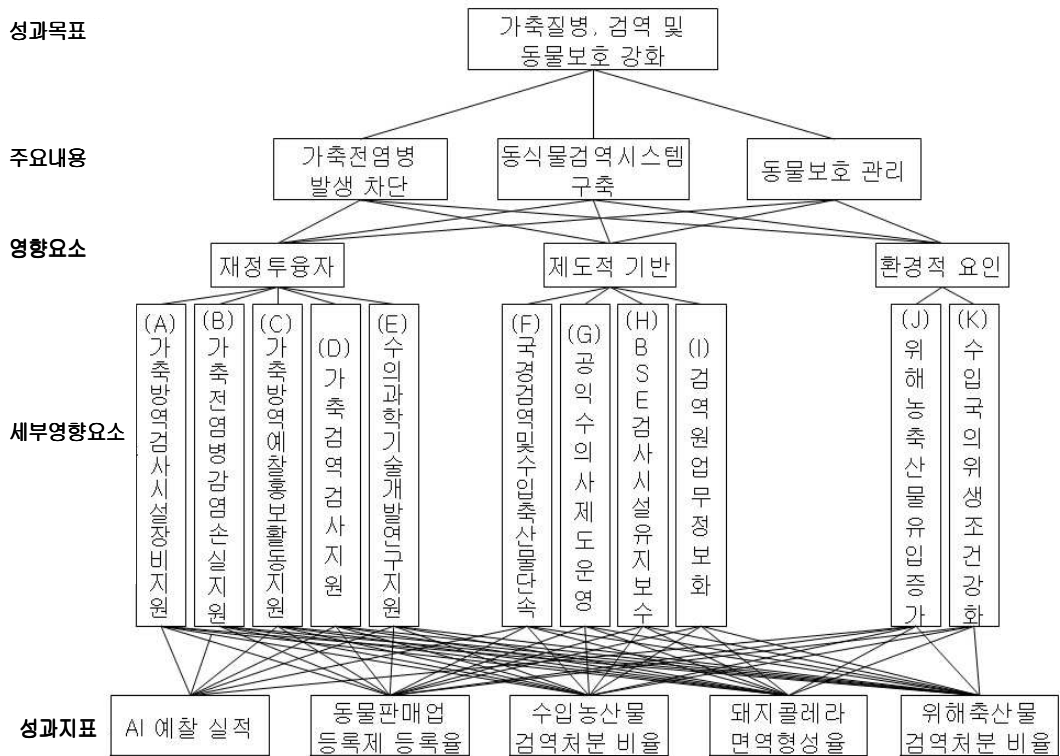 성과목표
가축질병, 검역 및
동물보호 강화
주요내용
가축전염병
발생 차단
동식물검역시스템
구축
동물보호 관리
영향요소
재정투융자
제도적 기반
환경적 요인
세부영향요소
(A)가축방역검사시설장비지원
(B)가축전염병감염손실지원
(C)가축방역예찰홍보활동지원
(D)가축검역검사지원
(E)수의과학기술개발연구지원
(F)국경검역및수입축산물단속
(G)공익수의사제도운영
(H)BSE검사시설유지보수
(I)검역원업무정보화
(J)위해농축산물유입증가
(K)수입국의위생조건강화
성과지표
AI 예찰 실적
동물판매업
등록제 등록율
수입농산물
검역처분 비율
돼지콜레라
면역형성율
위해축산물
검역처분 비율